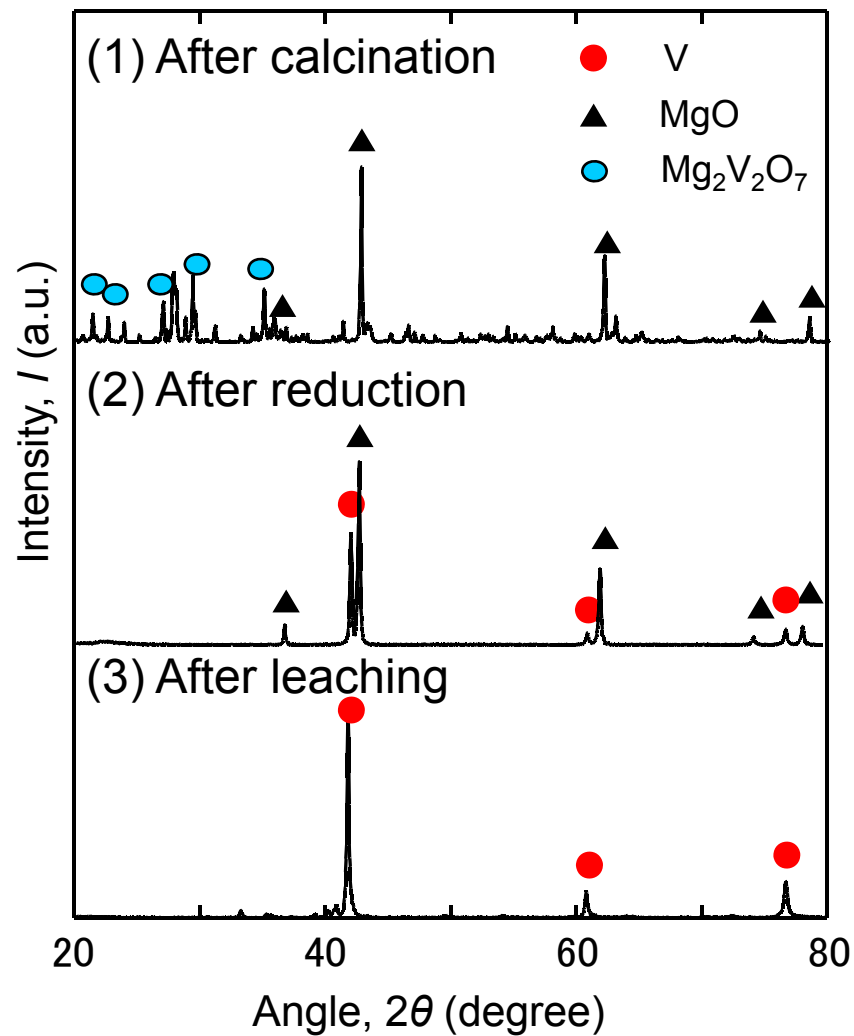 (1) After calcination
V
MgO
Mg₂V₂O₇
(2) After reduction
(3) After leaching
Intensity, I (a.u.)
20 40 60 80
Angle, 2θ (degree)